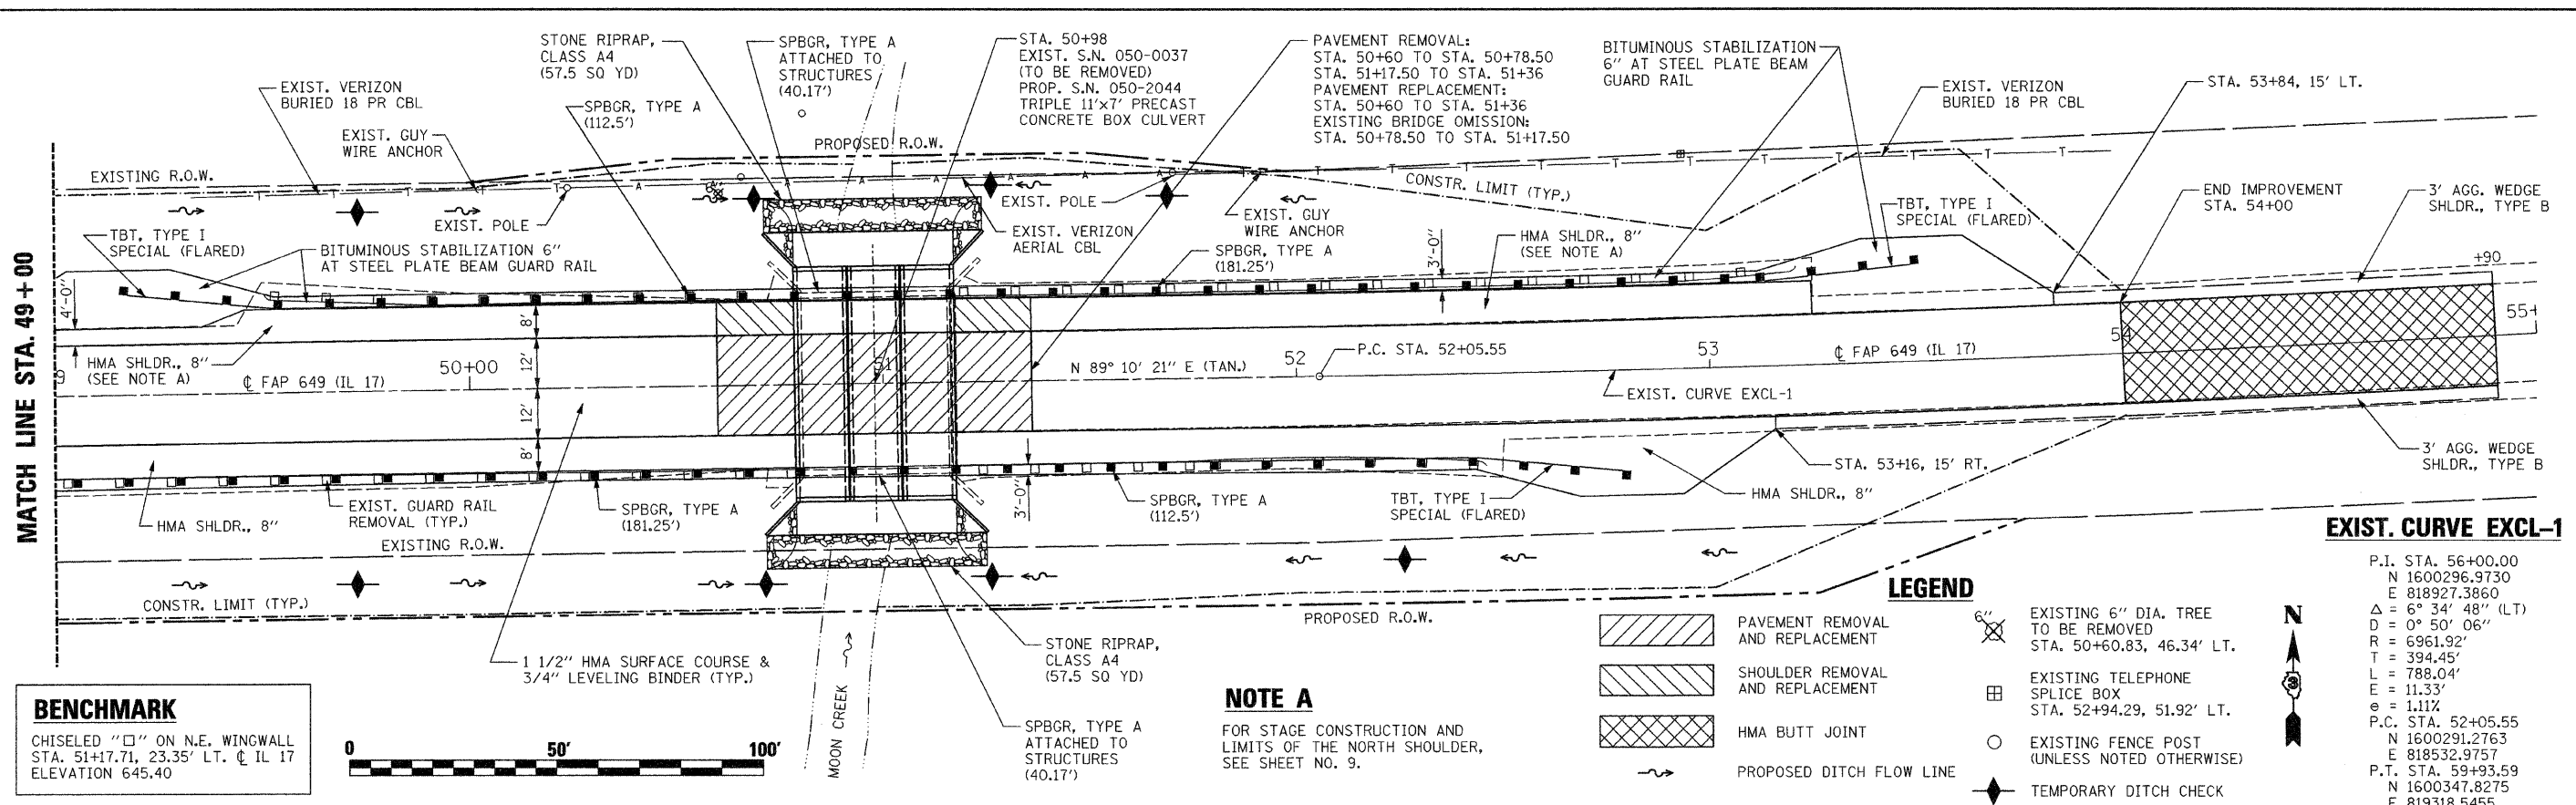 STONE RIPRAP,
CLASS A4
(57.5 SQ YD)
SPBGR, TYPE A
ATTACHED TO
STRUCTURES
(40.17')
STA. 50+98
EXIST. S.N. 050-0037
(TO BE REMOVED)
PROP. S.N. 050-2044
TRIPLE 11'x7' PRECAST
CONCRETE BOX CULVERT
PAVEMENT REMOVAL:
STA. 50+60 TO STA. 50+78.50
STA. 51+17.50 TO STA. 51+36
PAVEMENT REPLACEMENT:
STA. 50+60 TO STA. 51+36
EXISTING BRIDGE OMISSION:
STA. 50+78.50 TO STA. 51+17.50
BITUMINOUS STABILIZATION
6" AT STEEL PLATE BEAM
GUARD RAIL
EXIST. VERIZON
BURIED 18 PR CBL
STA. 53+84, 15' LT.
EXIST. VERIZON
BURIED 18 PR CBL
SPBGR, TYPE A
(112.5')
EXIST. GUY
WIRE ANCHOR
PROPOSED R.O.W.
EXISTING R.O.W.
CONSTR. LIMIT (TYP.)
END IMPROVEMENT
STA. 54+00
3' AGG. WEDGE
SHLDR., TYPE B
EXIST. POLE
6"
EXIST. POLE
EXIST. GUY
WIRE ANCHOR
TBT, TYPE I
SPECIAL (FLARED)
TBT, TYPE I
SPECIAL (FLARED)
BITUMINOUS STABILIZATION 6"
AT STEEL PLATE BEAM GUARD RAIL
EXIST. VERIZON
AERIAL CBL
SPBGR, TYPE A
(181.25')
3'-0"
HMA SHLDR., 8"
(SEE NOTE A)
+90
MATCH LINE STA. 49+00
4'-0"
8'
12'
12'
8'
HMA SHLDR., 8"
(SEE NOTE A)
9
℄ FAP 649 (IL 17)
50+00
51
N 89° 10' 21" E (TAN.)
52
P.C. STA. 52+05.55
53
℄ FAP 649 (IL 17)
54
55+
EXIST. CURVE EXCL-1
3' AGG. WEDGE
SHLDR., TYPE B
STA. 53+16, 15' RT.
HMA SHLDR., 8"
HMA SHLDR., 8"
EXIST. GUARD RAIL
REMOVAL (TYP.)
SPBGR, TYPE A
(181.25')
3'-0"
SPBGR, TYPE A
(112.5')
TBT, TYPE I
SPECIAL (FLARED)
EXISTING R.O.W.
CONSTR. LIMIT (TYP.)
PROPOSED R.O.W.
1 1/2" HMA SURFACE COURSE &
3/4" LEVELING BINDER (TYP.)
MOON CREEK
STONE RIPRAP,
CLASS A4
(57.5 SQ YD)
SPBGR, TYPE A
ATTACHED TO
STRUCTURES
(40.17')
BENCHMARK
CHISELED "□" ON N.E. WINGWALL
STA. 51+17.71, 23.35' LT. ℄ IL 17
ELEVATION 645.40
0 50' 100'
NOTE A
FOR STAGE CONSTRUCTION AND
LIMITS OF THE NORTH SHOULDER,
SEE SHEET NO. 9.
LEGEND
PAVEMENT REMOVAL
AND REPLACEMENT
SHOULDER REMOVAL
AND REPLACEMENT
HMA BUTT JOINT
PROPOSED DITCH FLOW LINE
6"
EXISTING 6" DIA. TREE
TO BE REMOVED
STA. 50+60.83, 46.34' LT.
EXISTING TELEPHONE
SPLICE BOX
STA. 52+94.29, 51.92' LT.
EXISTING FENCE POST
(UNLESS NOTED OTHERWISE)
TEMPORARY DITCH CHECK
N
3
EXIST. CURVE EXCL-1
P.I. STA. 56+00.00
N 1600296.9730
E 818927.3860
Δ = 6° 34' 48" (LT)
D = 0° 50' 06"
R = 6961.92'
T = 394.45'
L = 788.04'
E = 11.33'
e = 1.11%
P.C. STA. 52+05.55
N 1600291.2763
E 818532.9757
P.T. STA. 59+93.59
N 1600347.8275
E 819318.5455